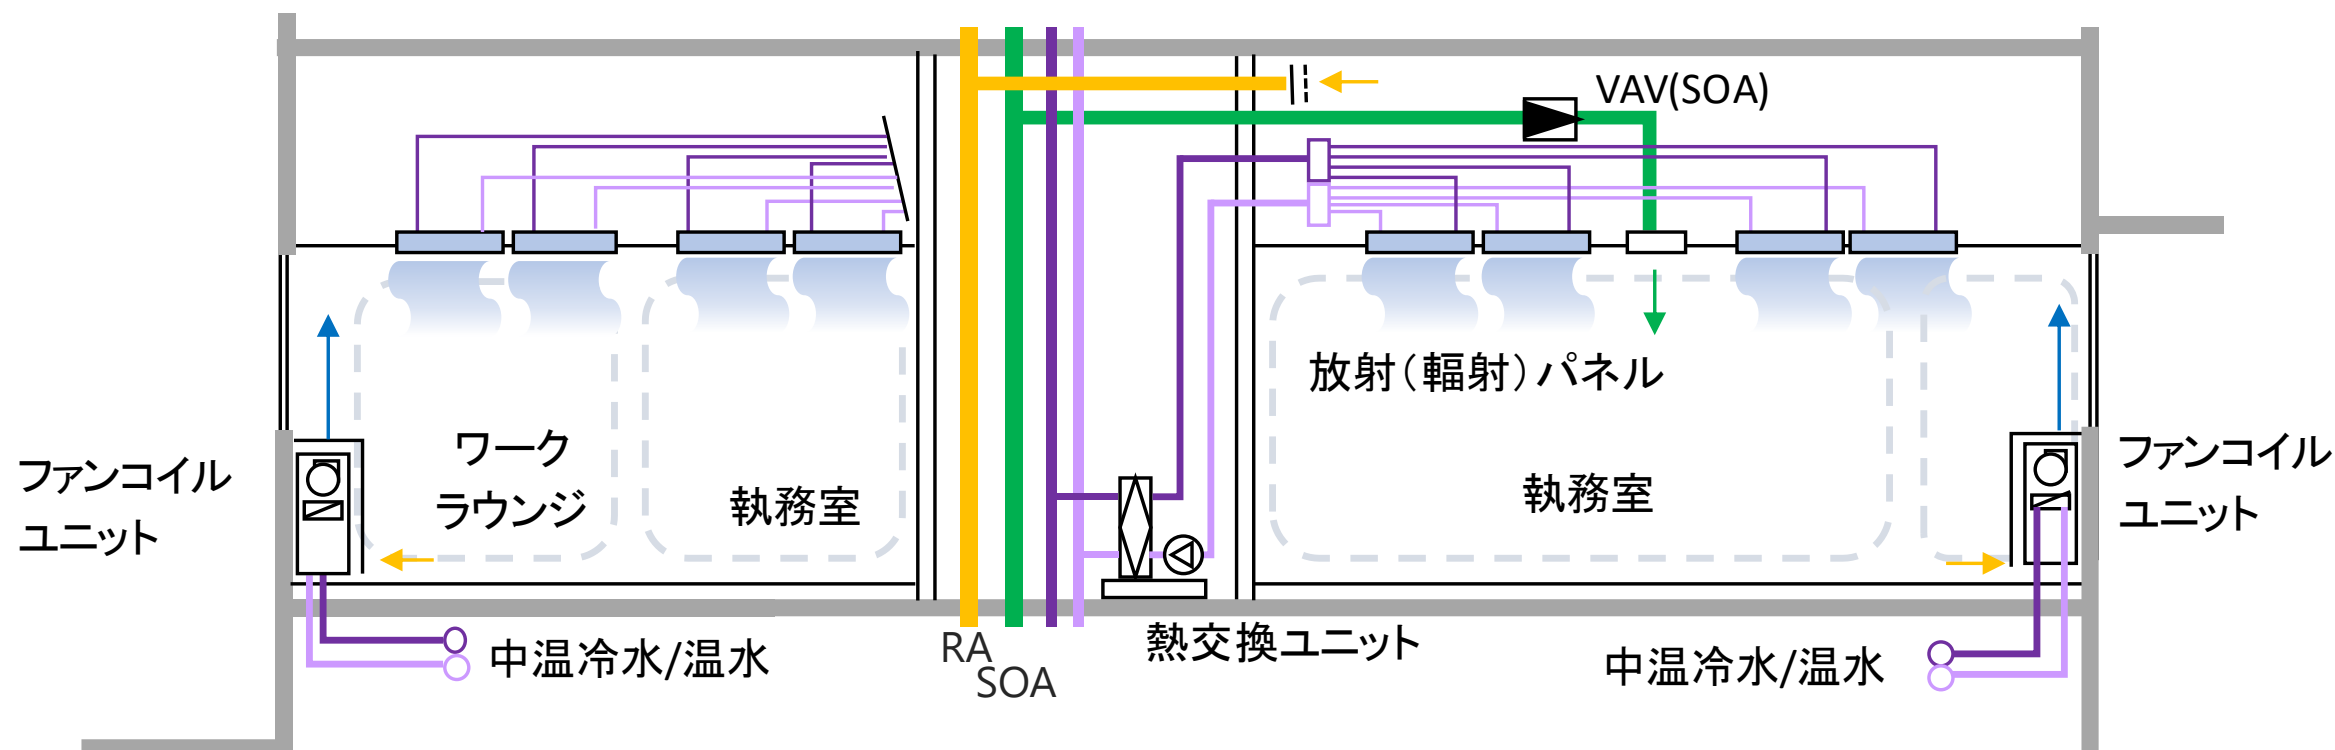 VAV(SOA)
放射（輻射）パネル
ワーク
ラウンジ
執務室
執務室
ファンコイル
ユニット
ファンコイル
ユニット
中温冷水/温水
RA
SOA
熱交換ユニット
中温冷水/温水